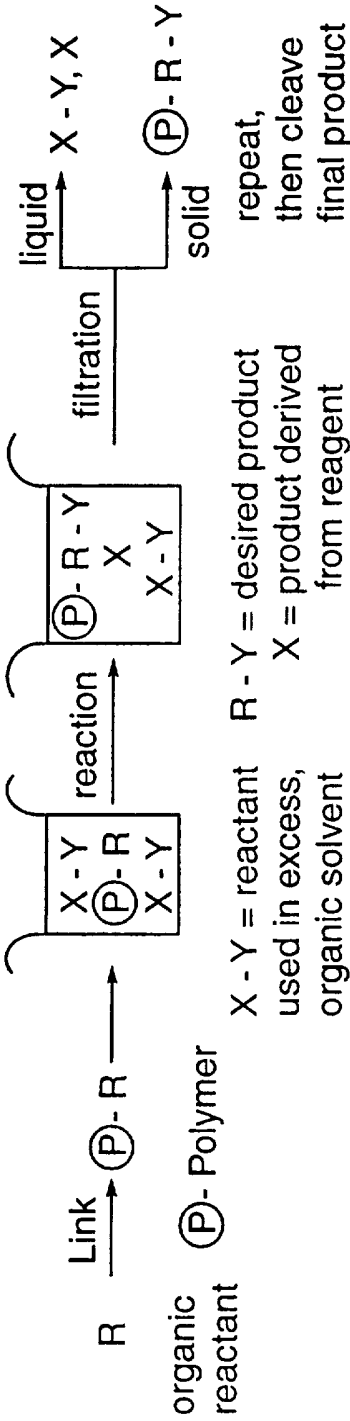 R
Link
Ⓟ- R
X - Y
Ⓟ- R
X - Y
reaction
Ⓟ- R - Y
X
X - Y
filtration
liquid
X - Y, X
solid
Ⓟ- R - Y
organic
reactant
Ⓟ- Polymer
X - Y = reactant
used in excess,
organic solvent
R - Y = desired product
X = product derived
from reagent
repeat,
then cleave
final product